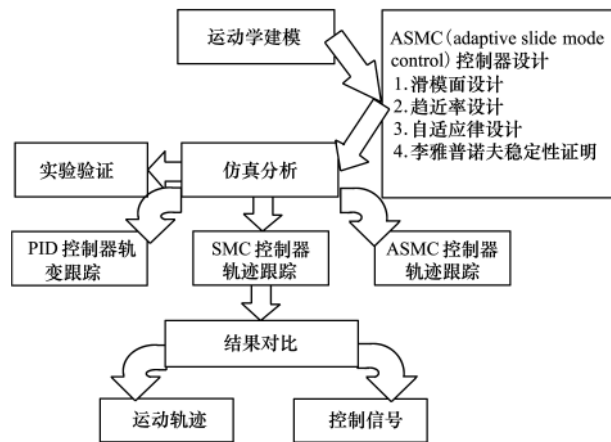 运动学建模
ASMC(adaptive slide mode
control)控制器设计
1.滑模面设计
2.趋近率设计
3.自适应律设计
4.李雅普诺夫稳定性证明
实验验证
仿真分析
PID 控制器轨
变跟踪
SMC 控制器
轨迹跟踪
ASMC 控制器
轨迹跟踪
结果对比
运动轨迹
控制信号